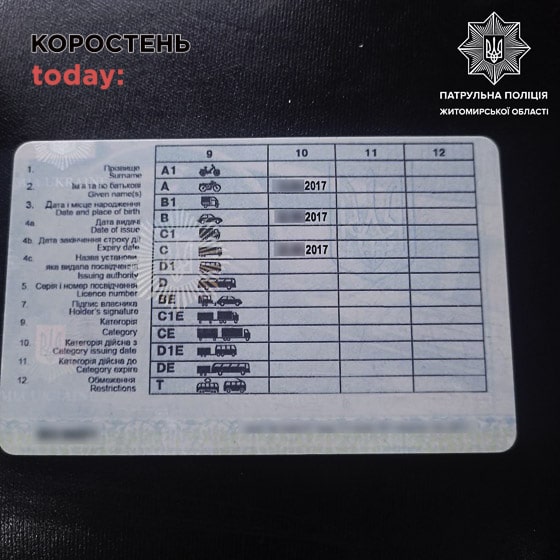 КОРОСТЕНЬ
today:
ПАТРУЛЬНА ПОЛІЦІЯ
ЖИТОМИРСЬКОЇ ОБЛАСТІ
9 10 11 12
1. Прізвище
Surname
2. Ім'я та по батькові
Given name(s)
3. Дата і місце народження
Date and place of birth
4a. Дата видачі
Date of issue
4b. Дата закінчення строку дії
Expiry date
4c. Назва установи
яка видала посвідчення
Issuing authority
5. Серія і номер посвідчення
Licence number
7. Підпис власника
Holder's signature
9. Категорія
Category
10. Категорія дійсна з
Category issuing date
11. Категорія дійсна до
Category expire
12. Обмеження
Restrictions
A1
A 2017
B1
B 2017
C1
C 2017
D1
D
BE
C1E
CE
D1E
DE
T